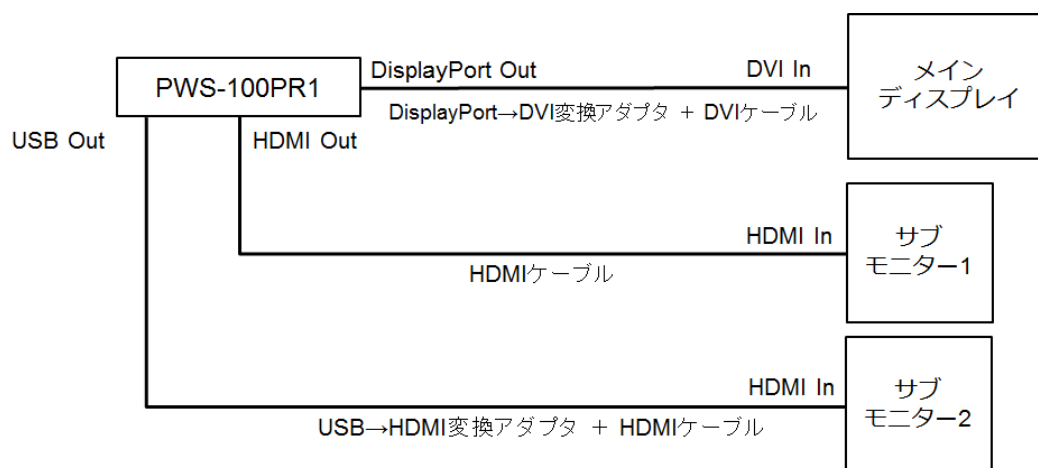 DisplayPort Out
DVI In
メイン
ディスプレイ
PWS-100PR1
DisplayPort→DVI変換アダプタ + DVIケーブル
USB Out
HDMI Out
HDMI In
サブ
モニター1
HDMIケーブル
HDMI In
サブ
モニター2
USB→HDMI変換アダプタ + HDMIケーブル